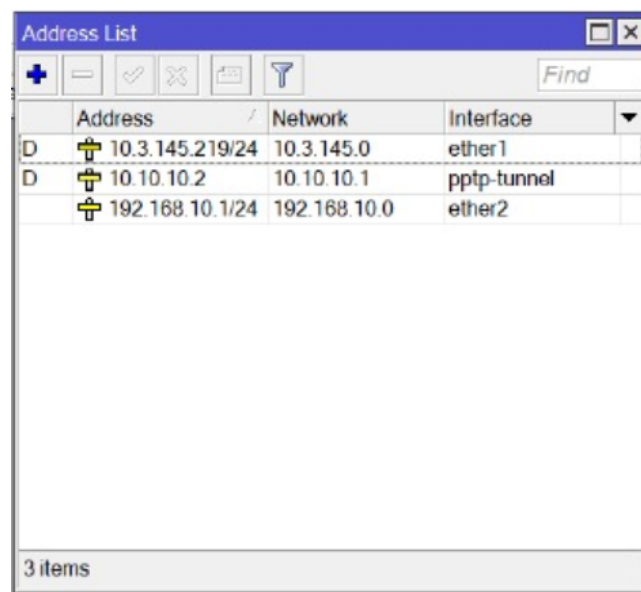 Address List
Find
Address Network Interface
D 10.3.145.219/24 10.3.145.0 ether1
D 10.10.10.2 10.10.10.1 pptp-tunnel
192.168.10.1/24 192.168.10.0 ether2
3 items